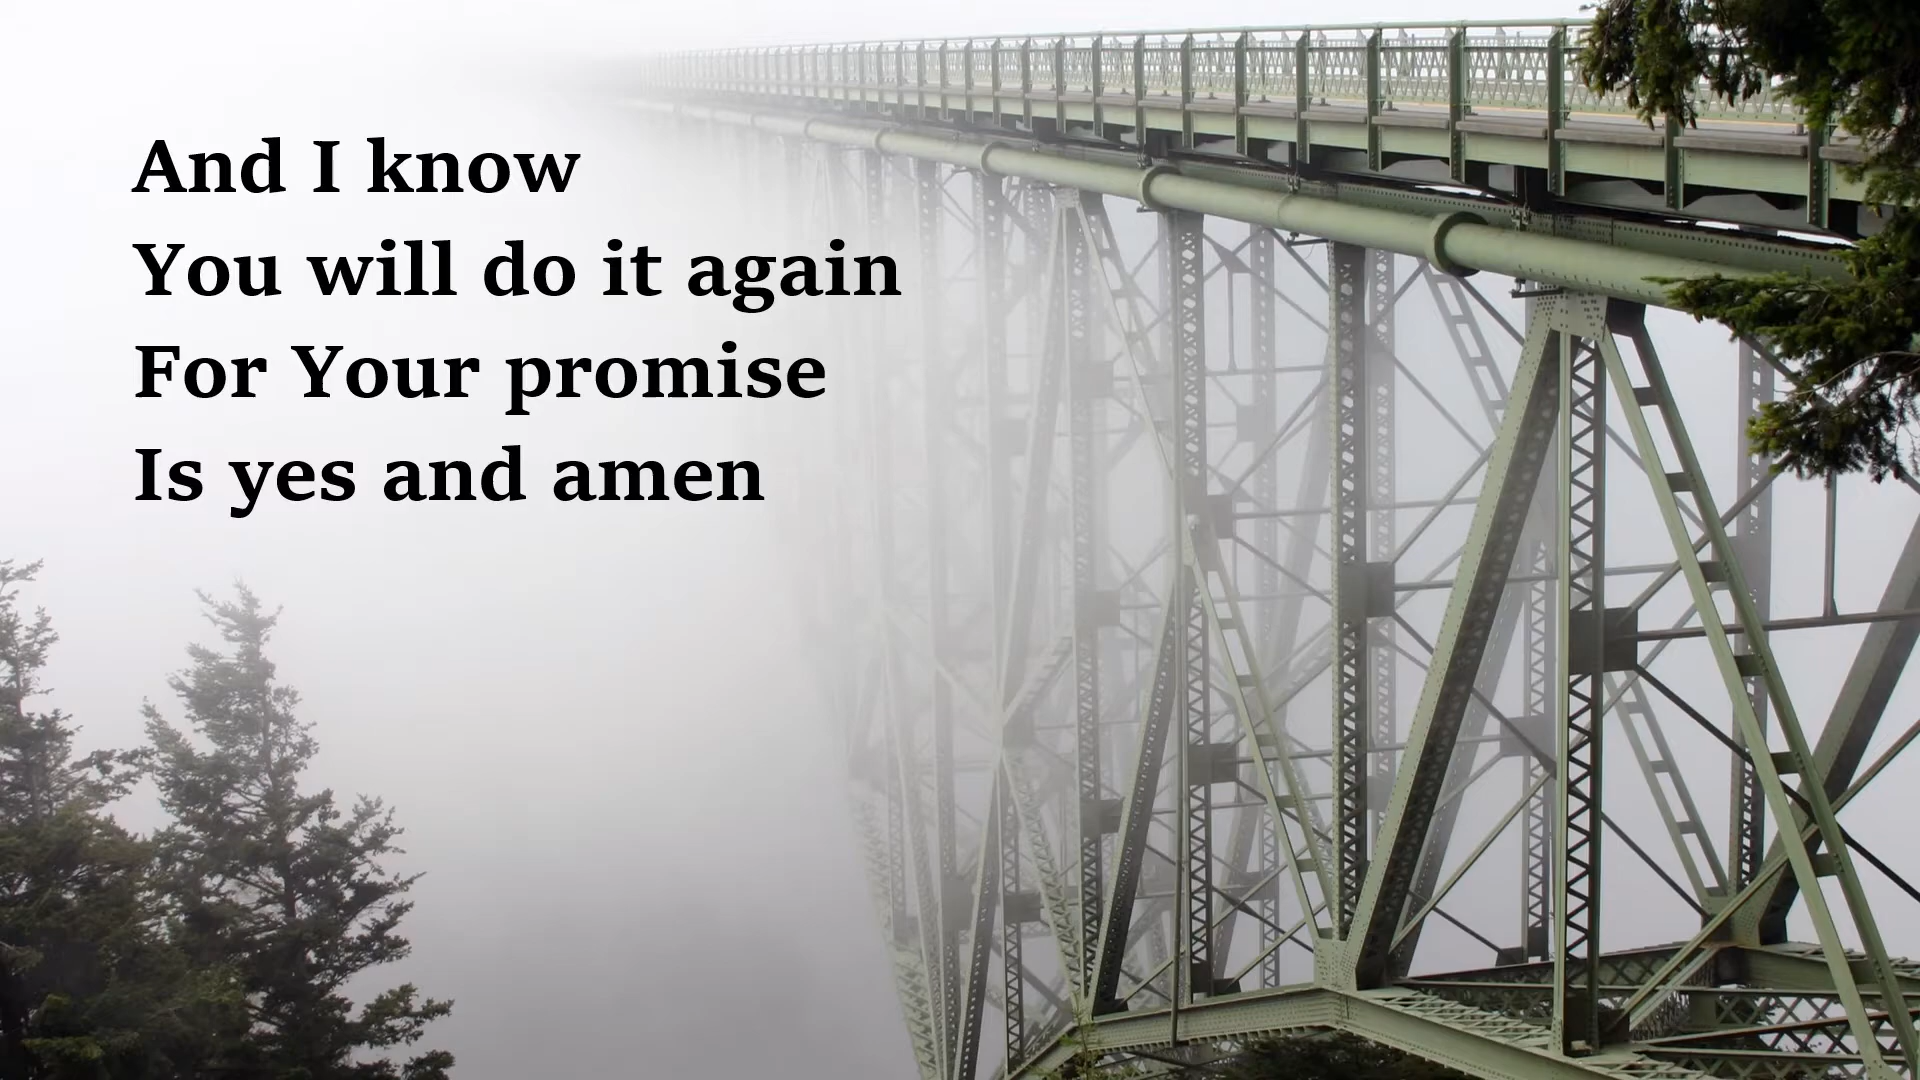 And I know
You will do it again
For Your promise
Is yes and amen